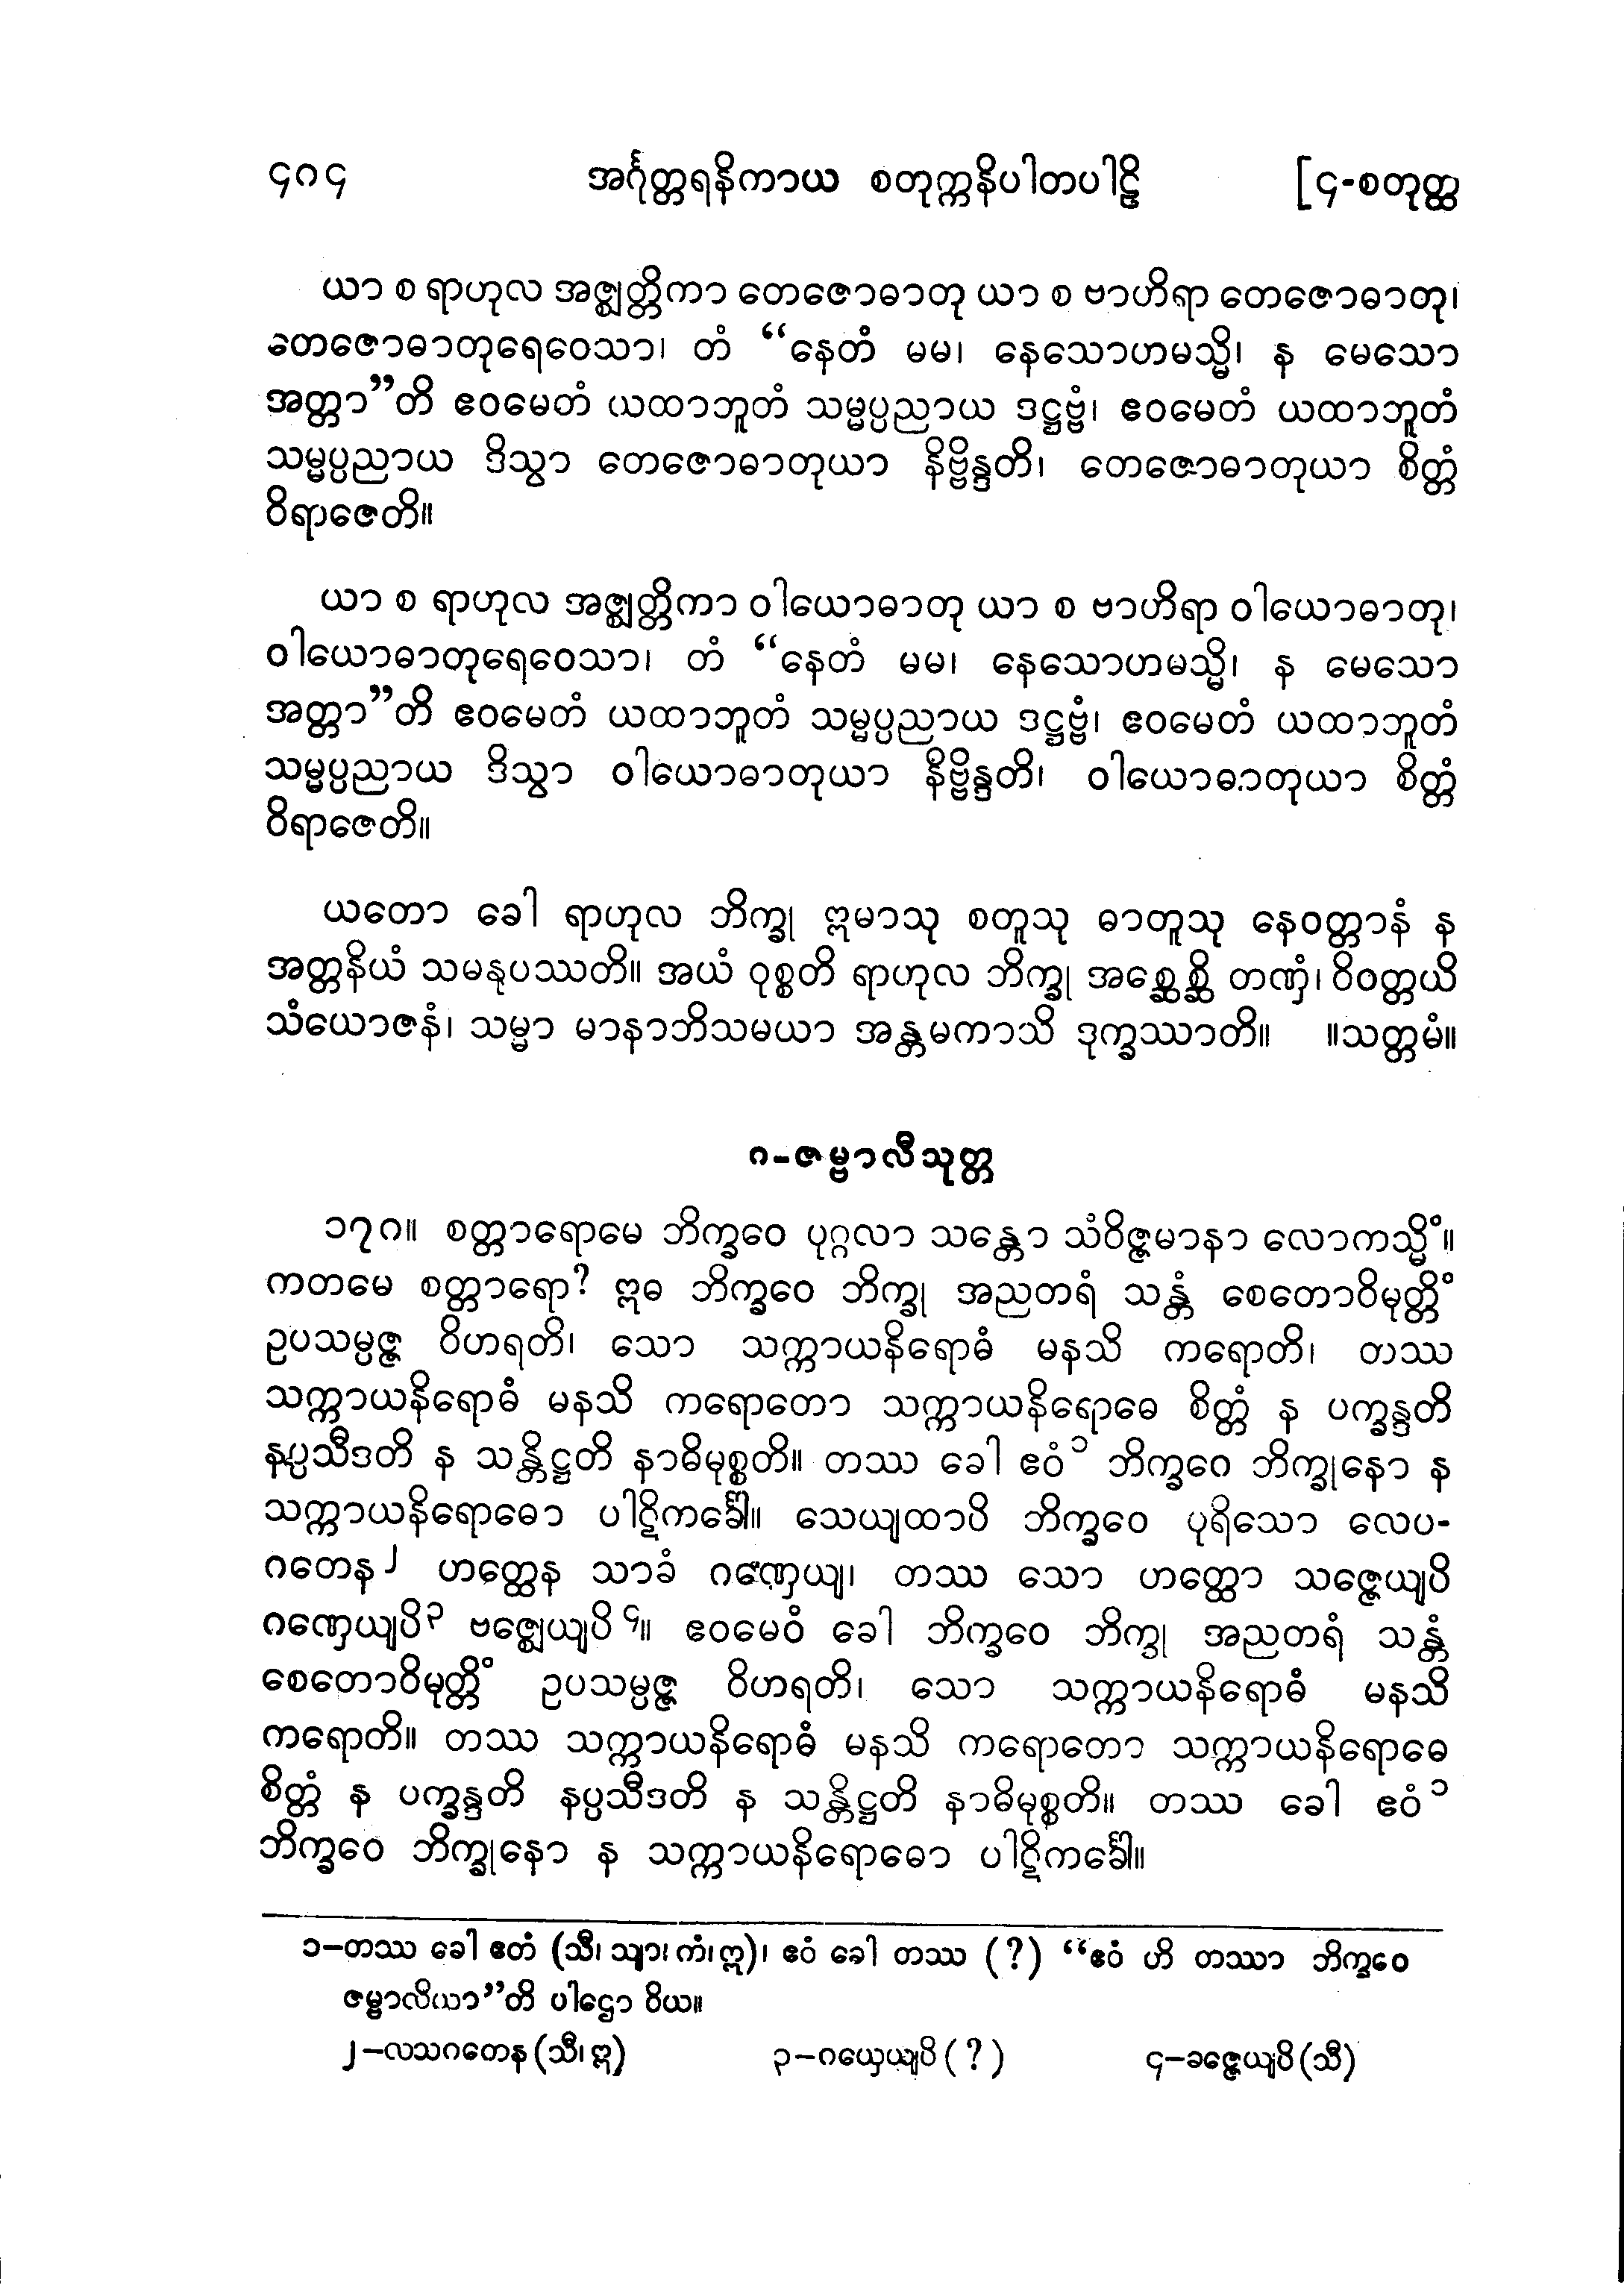 ၄၈၄ အင်္ဂုတ္တရနိကာယ စတုက္ကနိပါတပါဠိ [၄-စတုတ္ထ
ယာ စ ရာဟုလ အဇ္ဈတ္တိကာ တေဇောဓာတု ယာ စ ဗာဟိရာ တေဇောဓာတု၊
တေဇောဓာတုရေဝေသာ၊ တံ “နေတံ မမ၊ နေသောဟမသ္မိ၊ န မေသော
အတ္တာ”တိ ဧဝမေတံ ယထာဘူတံ သမ္မပ္ပညာယ ဒဋ္ဌဗ္ဗံ၊ ဧဝမေတံ ယထာဘူတံ
သမ္မပ္ပညာယ ဒိသွာ တေဇောဓာတုယာ နိဗ္ဗိန္ဒတိ၊ တေဇောဓာတုယာ စိတ္တံ
ဝိရာဇေတိ။
ယာ စ ရာဟုလ အဇ္ဈတ္တိကာ ဝါယောဓာတု ယာ စ ဗာဟိရာ ဝါယောဓာတု၊
ဝါယောဓာတုရေဝေသာ၊ တံ “နေတံ မမ၊ နေသောဟမသ္မိ၊ န မေသော
အတ္တာ”တိ ဧဝမေတံ ယထာဘူတံ သမ္မပ္ပညာယ ဒဋ္ဌဗ္ဗံ၊ ဧဝမေတံ ယထာဘူတံ
သမ္မပ္ပညာယ ဒိသွာ ဝါယောဓာတုယာ နိဗ္ဗိန္ဒတိ၊ ဝါယောဓာတုယာ စိတ္တံ
ဝိရာဇေတိ။
ယတော ခေါ ရာဟုလ ဘိက္ခု ဣမာသု စတူသု ဓာတူသု နေဝတ္တာနံ န
အတ္တနိယံ သမနုပဿတိ။ အယံ ဝုစ္စတိ ရာဟုလ ဘိက္ခု အစ္ဆေစ္ဆိ တဏှံ၊ ဝိဝတ္တယိ
သံယောဇနံ၊ သမ္မာ မာနာဘိသမယာ အန္တမကာသိ ဒုက္ခဿာတိ။ ။သတ္တမံ။
၈-ဇမ္ဗာလီသုတ္တ
၁၇၈။ စတ္တာရောမေ ဘိက္ခဝေ ပုဂ္ဂလာ သန္တော သံဝိဇ္ဇမာနာ လောကသ္မိံ။
ကတမေ စတ္တာရော? ဣဓ ဘိက္ခဝေ ဘိက္ခု အညတရံ သန္တံ စေတောဝိမုတ္တိံ
ဥပသမ္ပဇ္ဇ ဝိဟရတိ၊ သော သက္ကာယနိရောဓံ မနသိ ကရောတိ၊ တဿ
သက္ကာယနိရောဓံ မနသိ ကရောတော သက္ကာယနိရောဓေ စိတ္တံ န ပက္ခန္ဒတိ
နပ္ပသီဒတိ န သန္တိဋ္ဌတိ နာဓိမုစ္စတိ။ တဿ ခေါ ဧဝံ၁ ဘိက္ခဝေ ဘိက္ခုနော န
သက္ကာယနိရောဓော ပါဋိကင်္ခေါ။ သေယျထာပိ ဘိက္ခဝေ ပုရိသော လေပ-
ဂတေန၂ ဟတ္ထေန သာခံ ဂဏှေယျ၊ တဿ သော ဟတ္ထော သဇ္ဇေယျပိ
ဂဏှေယျပိ၃ ဗဇ္ဈေယျပိ၄။ ဧဝမေဝံ ခေါ ဘိက္ခဝေ ဘိက္ခု အညတရံ သန္တံ
စေတောဝိမုတ္တိံ ဥပသမ္ပဇ္ဇ ဝိဟရတိ၊ သော သက္ကာယနိရောဓံ မနသိ
ကရောတိ။ တဿ သက္ကာယနိရောဓံ မနသိ ကရောတော သက္ကာယနိရောဓေ
စိတ္တံ န ပက္ခန္ဒတိ နပ္ပသီဒတိ န သန္တိဋ္ဌတိ နာဓိမုစ္စတိ။ တဿ ခေါ ဧဝံ၁
ဘိက္ခဝေ ဘိက္ခုနော န သက္ကာယနိရောဓော ပါဋိကင်္ခေါ။
၁-တဿ ခေါ ဧတံ (သီ၊ သျာ၊ ကံ၊ ဣ)၊ ဧဝံ ခေါ တဿ (?) “ဧဝံ ဟိ တဿာ ဘိက္ခဝေ
ဇမ္ဗာလိယာ”တိ ပါဌော ဝိယ။
၂-လသဂတေန (သီ၊ ဣ) ၃-ဂယှေယျပိ (?) ၄-ခဇ္ဇေယျပိ (သီ)